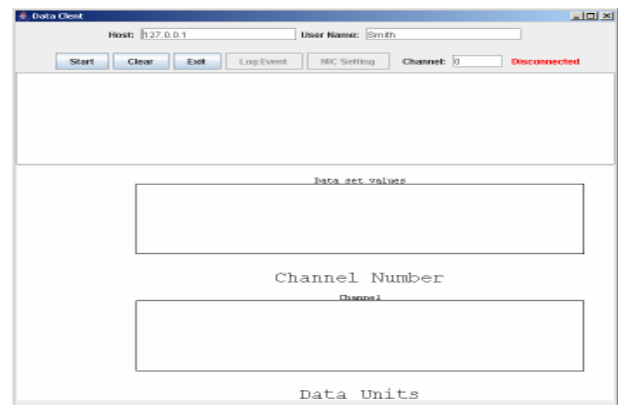 Data Client
Host: 127.0.0.1 User Name: Smith
Start Clear Exit Log Event NIC Setting Channel: 0 Disconnected
Data set values
Channel Number
Channel
Data Units